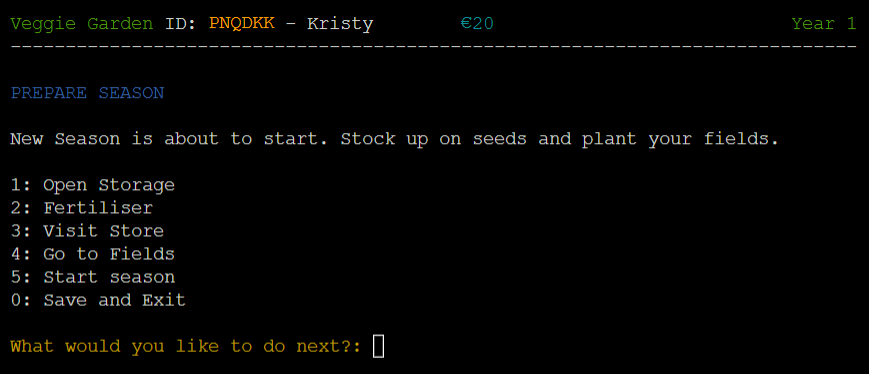 Veggie Garden ID: PNQDKK - Kristy €20 Year 1
-----------------------------------------------------------------------------
PREPARE SEASON
New Season is about to start. Stock up on seeds and plant your fields.
1: Open Storage
2: Fertiliser
3: Visit Store
4: Go to Fields
5: Start season
0: Save and Exit
What would you like to do next?: